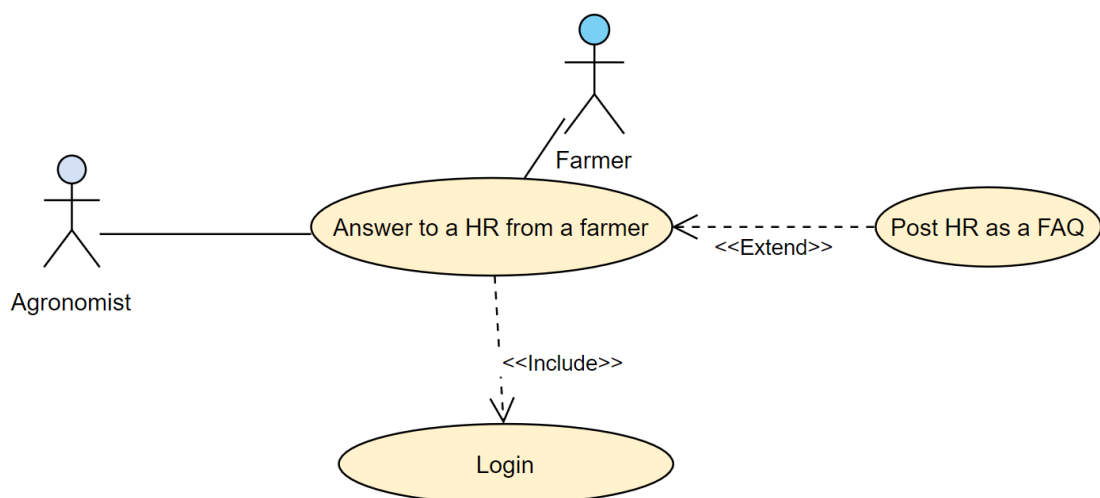 Farmer
Answer to a HR from a farmer
Post HR as a FAQ
<<Extend>>
Agronomist
<<Include>>
Login